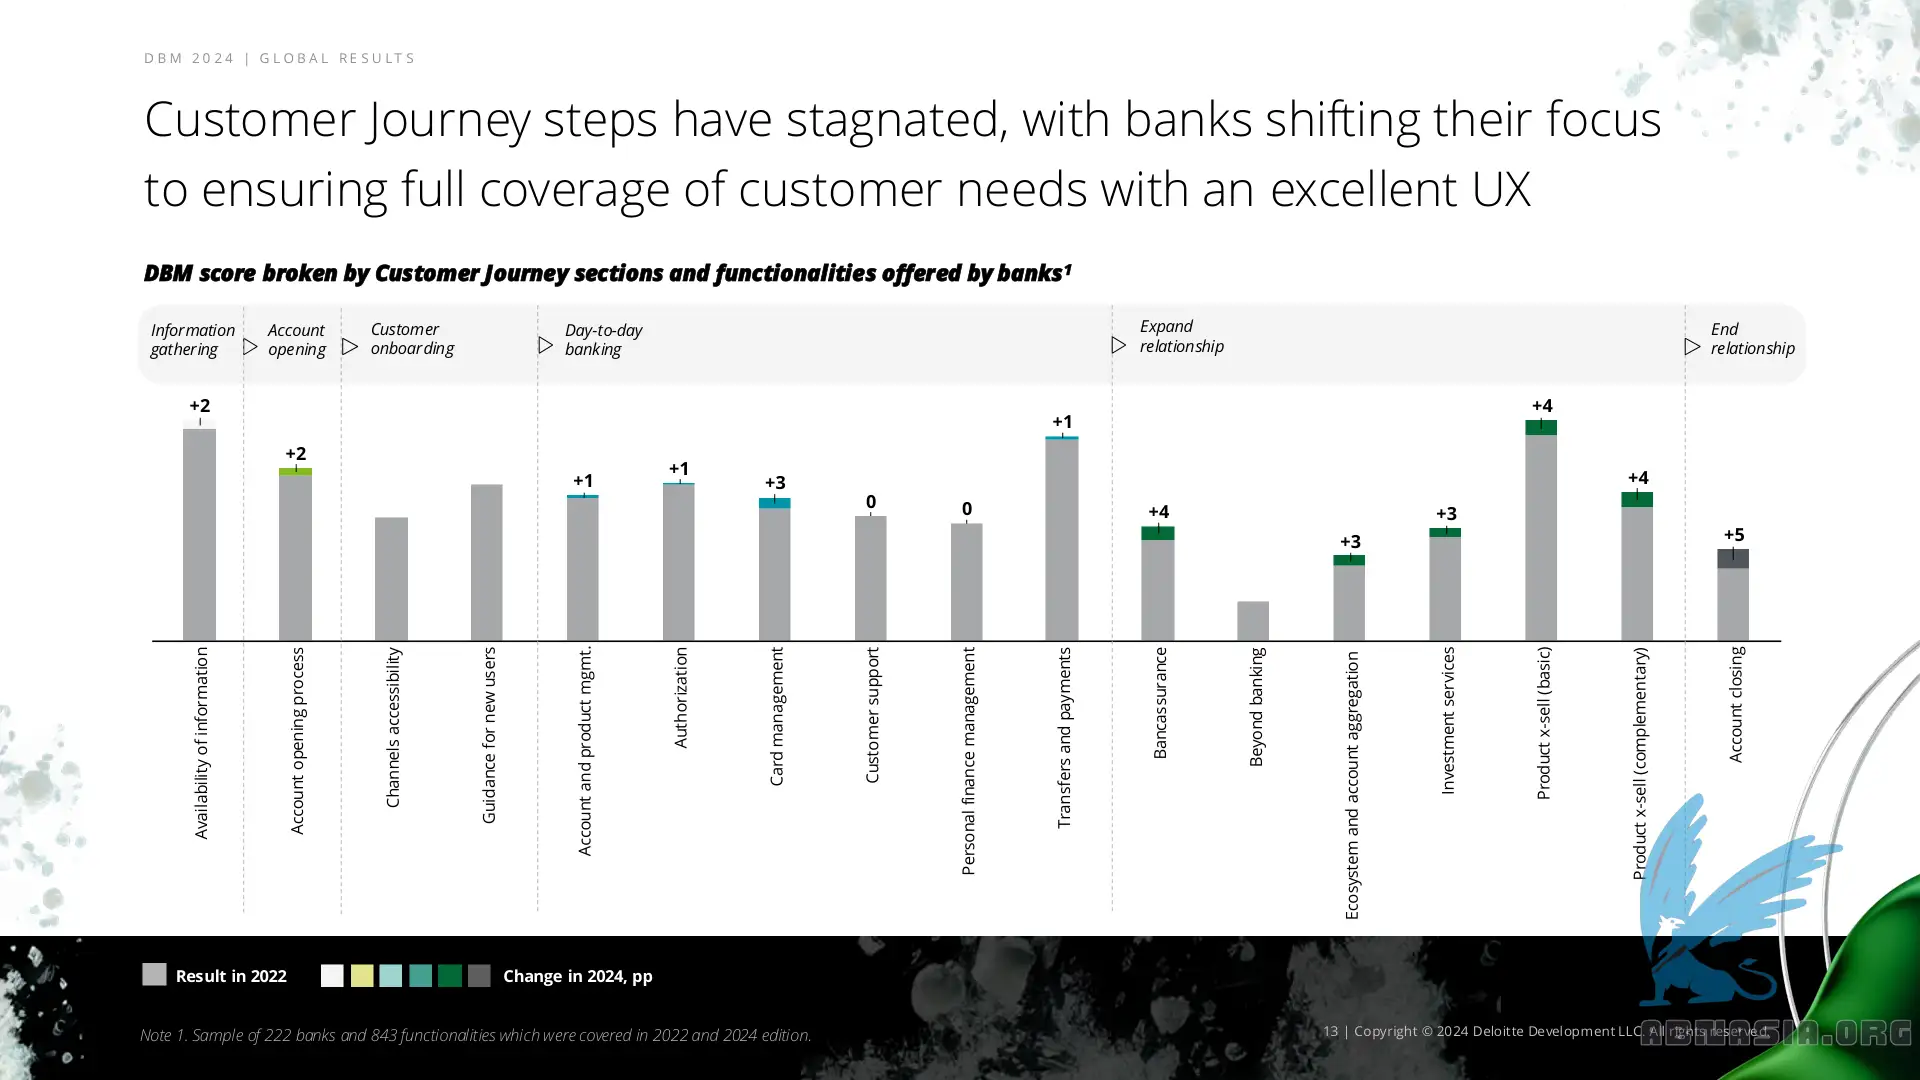 DBM 2024 | GLOBAL RESULTS
Customer Journey steps have stagnated, with banks shifting their focus
to ensuring full coverage of customer needs with an excellent UX
DBM score broken by Customer Journey sections and functionalities offered by banks¹
Information
gathering
Account
opening
Customer
onboarding
Day-to-day
banking
Expand
relationship
End
relationship
+2
+2
+1
+1
+3
0
0
+1
+4
+3
+3
+4
+4
+5
Availability of information
Account opening process
Channels accessibility
Guidance for new users
Account and product mgmt.
Authorization
Card management
Customer support
Personal finance management
Transfers and payments
Bancassurance
Beyond banking
Ecosystem and account aggregation
Investment services
Product x-sell (basic)
Product x-sell (complementary)
Account closing
Result in 2022
Change in 2024, pp
Note 1. Sample of 222 banks and 843 functionalities which were covered in 2022 and 2024 edition.
13 | Copyright © 2024 Deloitte Development LLC. All rights reserved.
ABIIASIA.ORG